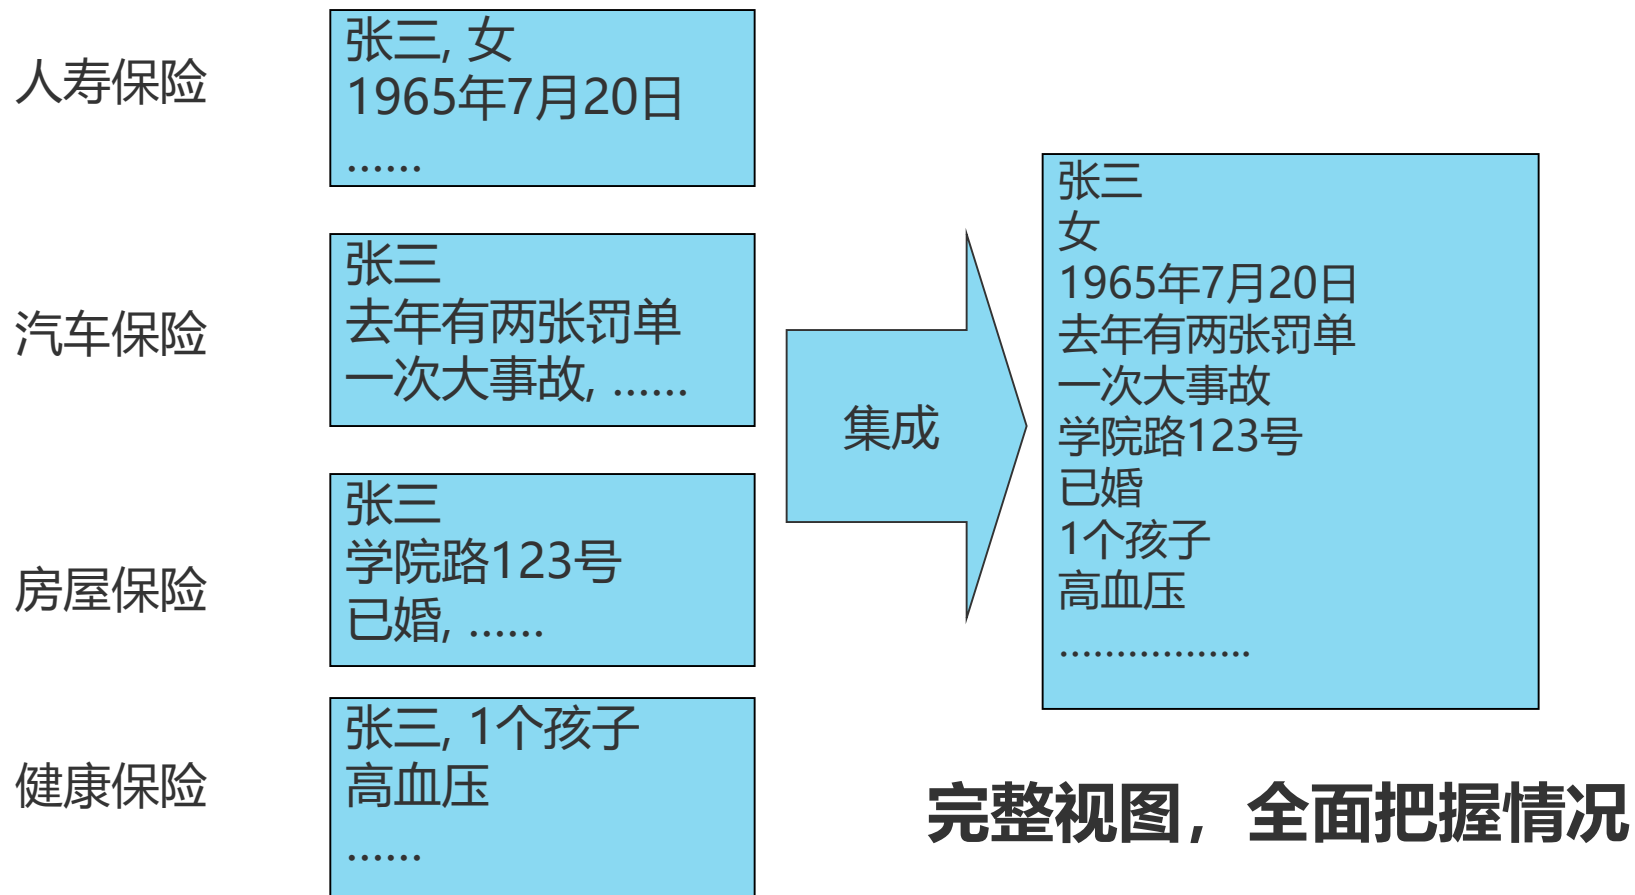 人寿保险
张三, 女
1965年7月20日
……
汽车保险
张三
去年有两张罚单
一次大事故, ……
房屋保险
张三
学院路123号
已婚, ……
健康保险
张三, 1个孩子
高血压
……
集成
张三
女
1965年7月20日
去年有两张罚单
一次大事故
学院路123号
已婚
1个孩子
高血压
……………..
完整视图，全面把握情况